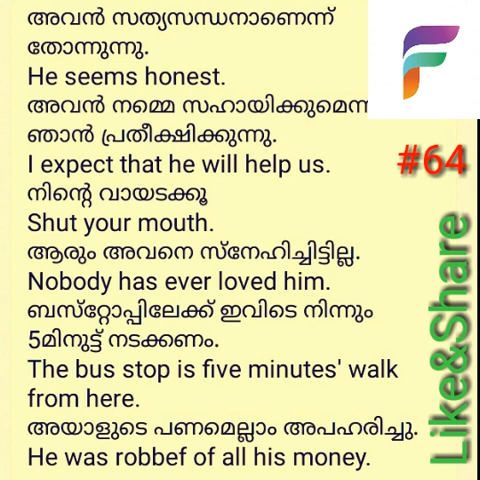 അവൻ സത്യസന്ധനാണെന്ന്
തോന്നുന്നു.
He seems honest.
അവൻ നമ്മെ സഹായിക്കുമെന്ന
ഞാൻ പ്രതീക്ഷിക്കുന്നു.
I expect that he will help us.
നിന്റെ വായടക്കൂ
Shut your mouth.
ആരും അവനെ സ്നേഹിച്ചിട്ടില്ല.
Nobody has ever loved him.
ബസ്റ്റോപ്പിലേക്ക് ഇവിടെ നിന്നും
5മിനുട്ട് നടക്കണം.
The bus stop is five minutes' walk
from here.
അയാളുടെ പണമെല്ലാം അപഹരിച്ചു.
He was robbef of all his money.
#64
Like&Share